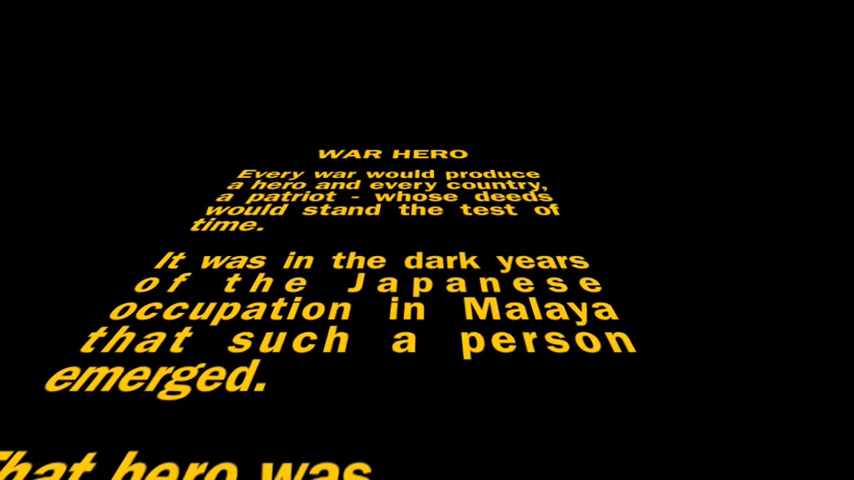 WAR HERO
Every war would produce
a hero and every country,
a patriot - whose deeds
would stand the test of
time.
It was in the dark years
of the Japanese
occupation in Malaya
that such a person
emerged.
That hero was